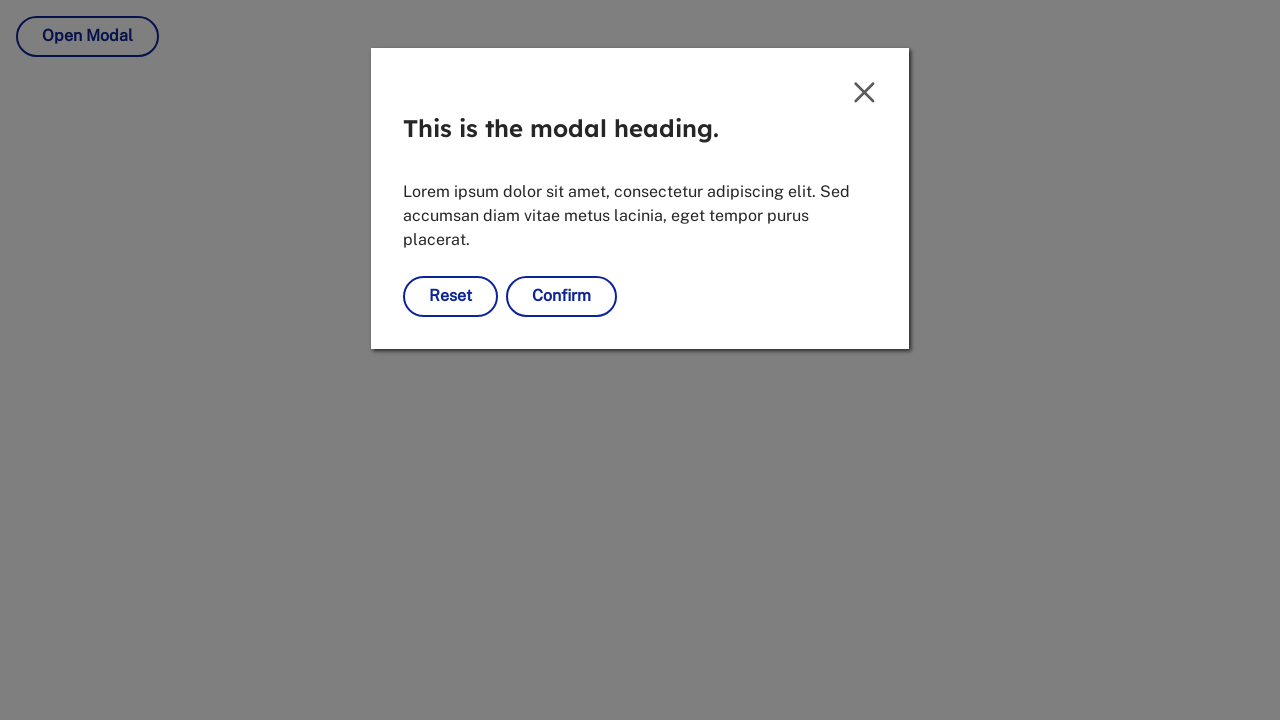 Open Modal
This is the modal heading.
Lorem ipsum dolor sit amet, consectetur adipiscing elit. Sed
accumsan diam vitae metus lacinia, eget tempor purus
placerat.
Reset
Confirm